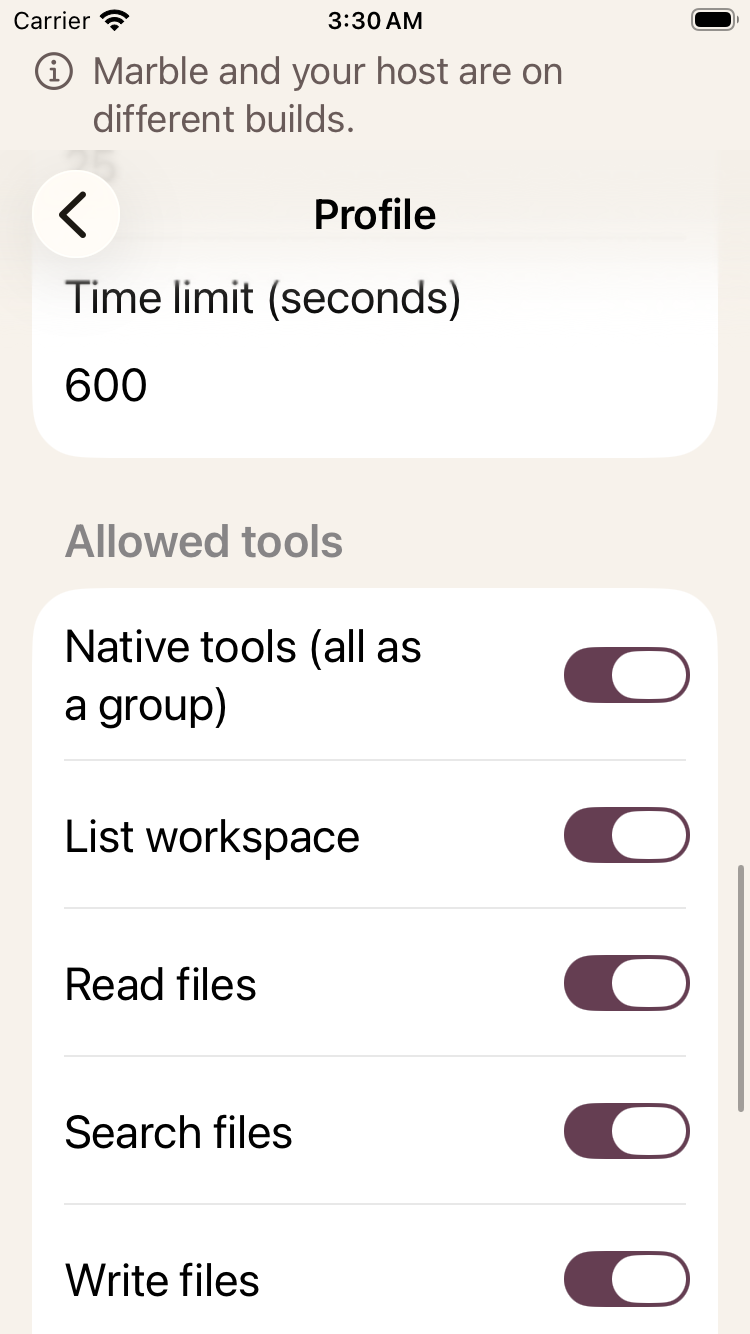 Carrier 3:30 AM
Marble and your host are on
different builds.
25
Profile
Time limit (seconds)
600
Allowed tools
Native tools (all as
a group)
List workspace
Read files
Search files
Write files